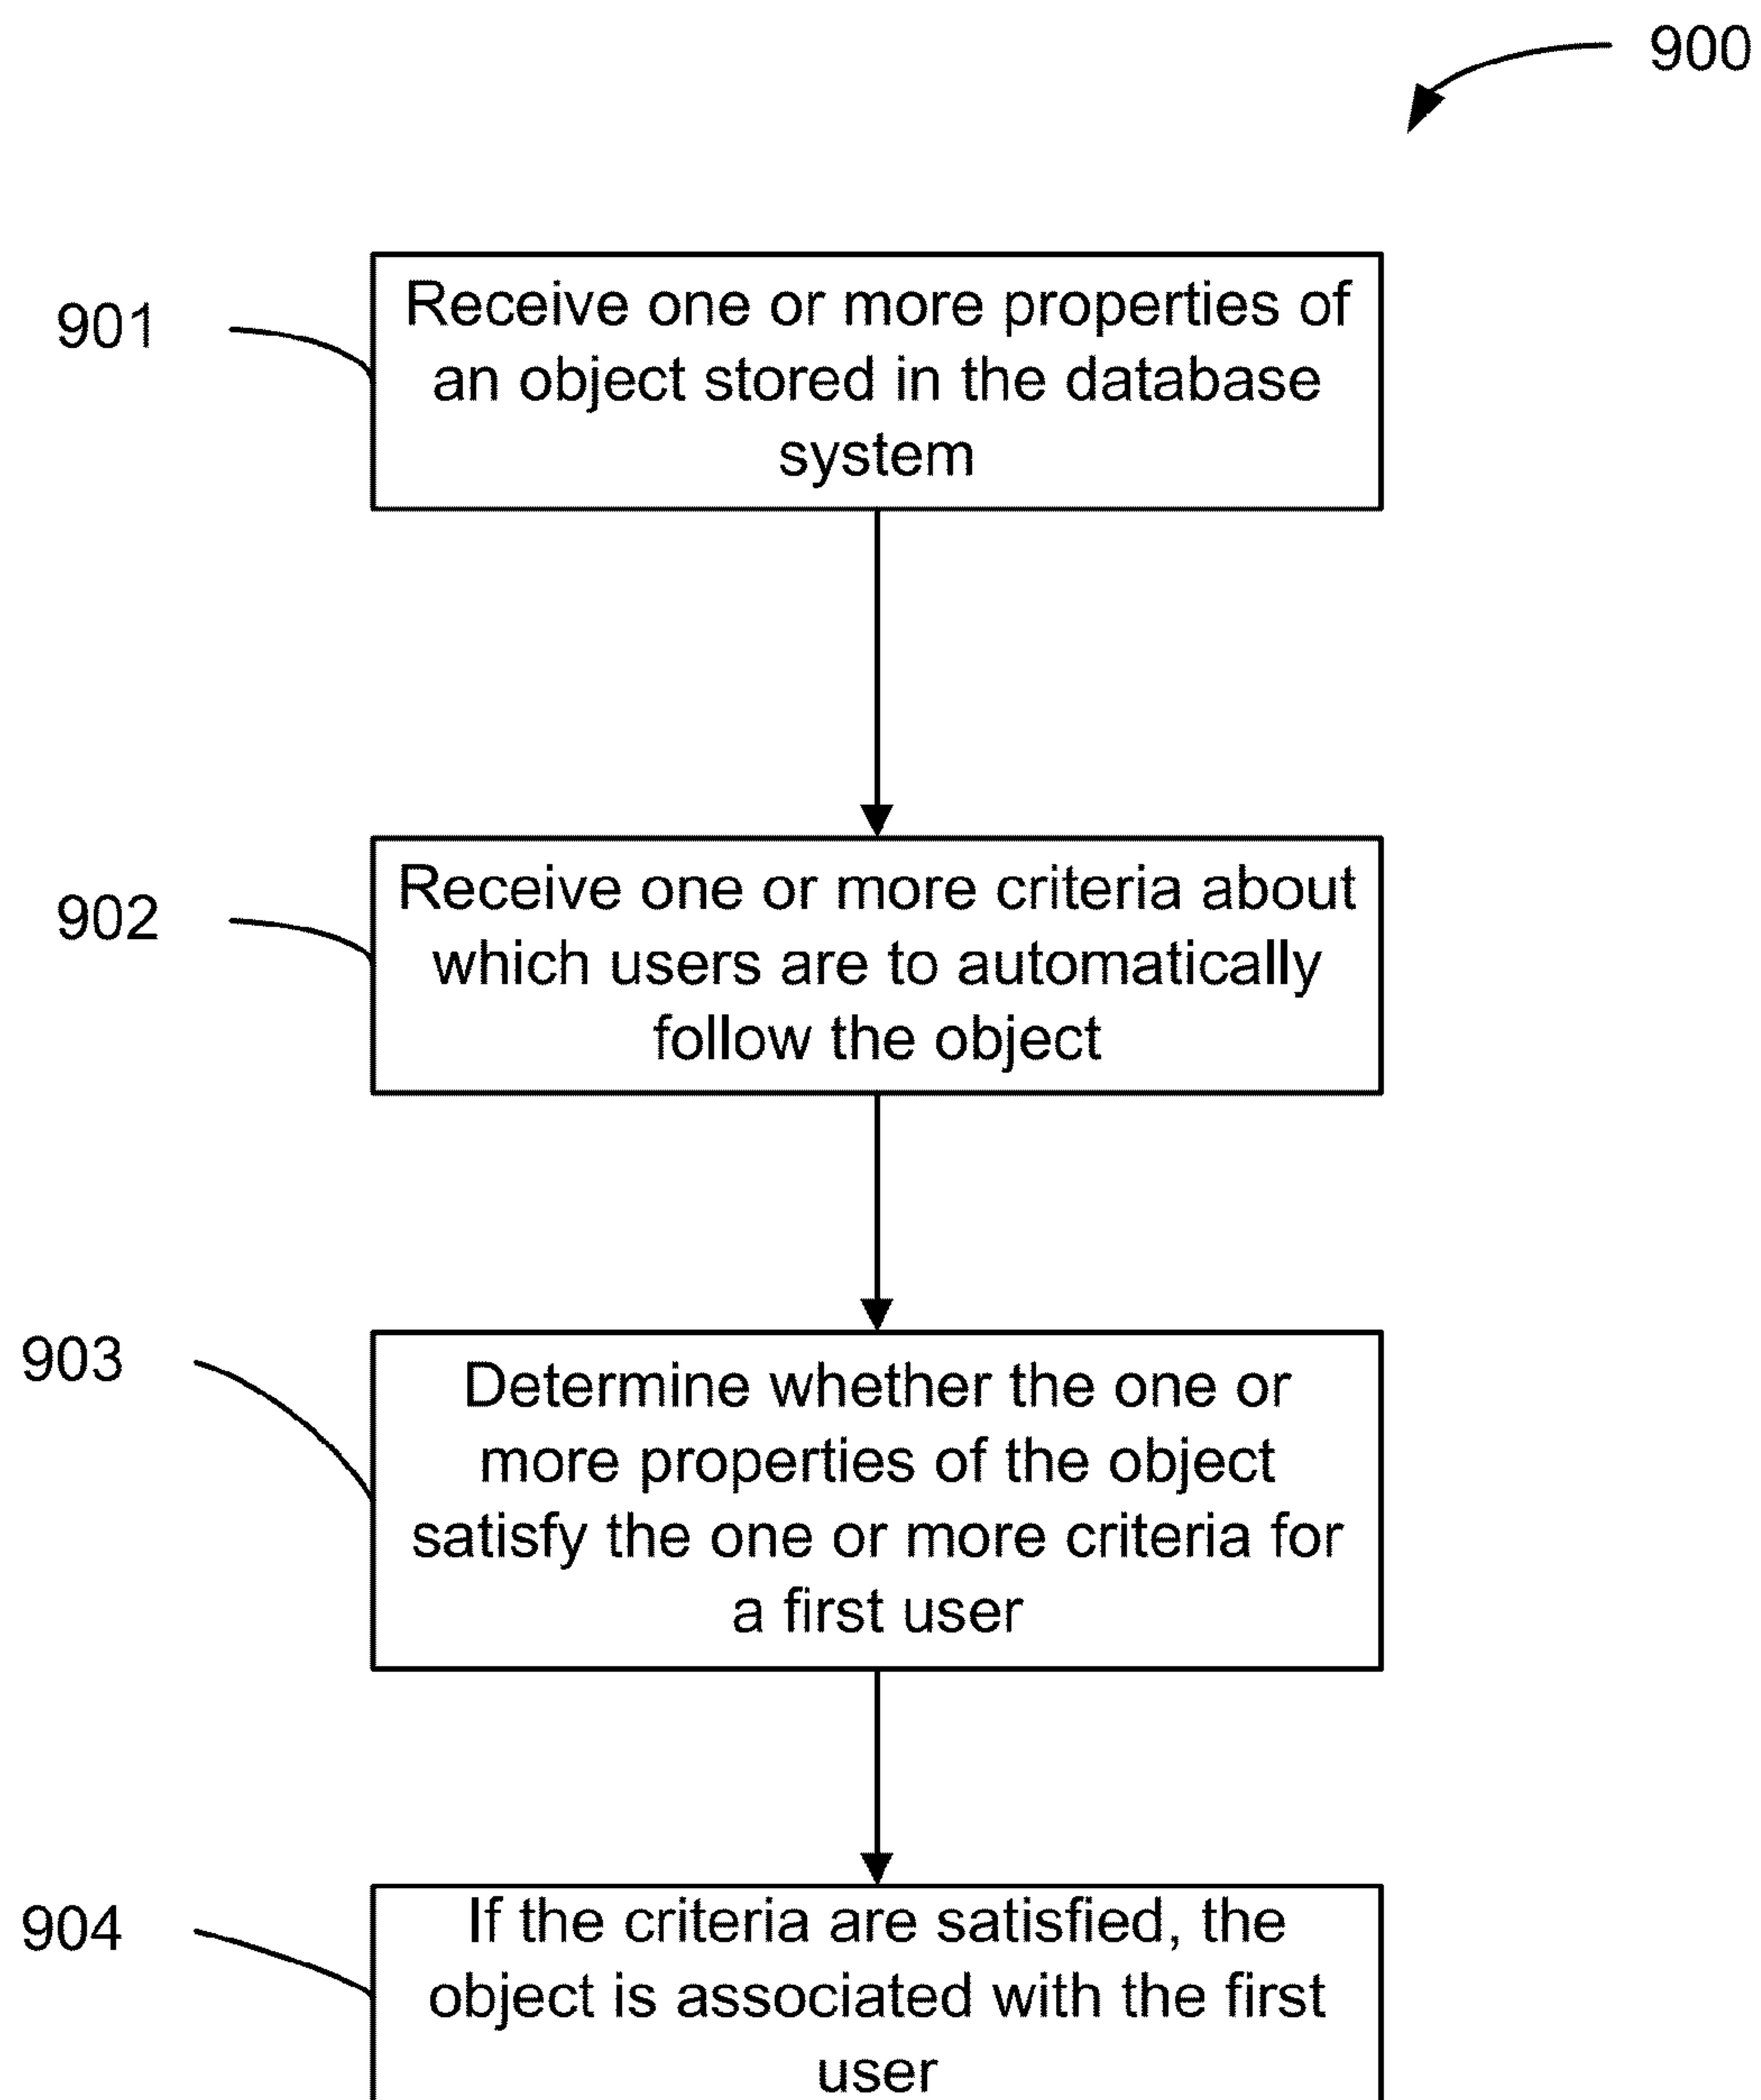 900
901
Receive one or more properties of
an object stored in the database
system
902
Receive one or more criteria about
which users are to automatically
follow the object
903
Determine whether the one or
more properties of the object
satisfy the one or more criteria for
a first user
904
If the criteria are satisfied, the
object is associated with the first
user